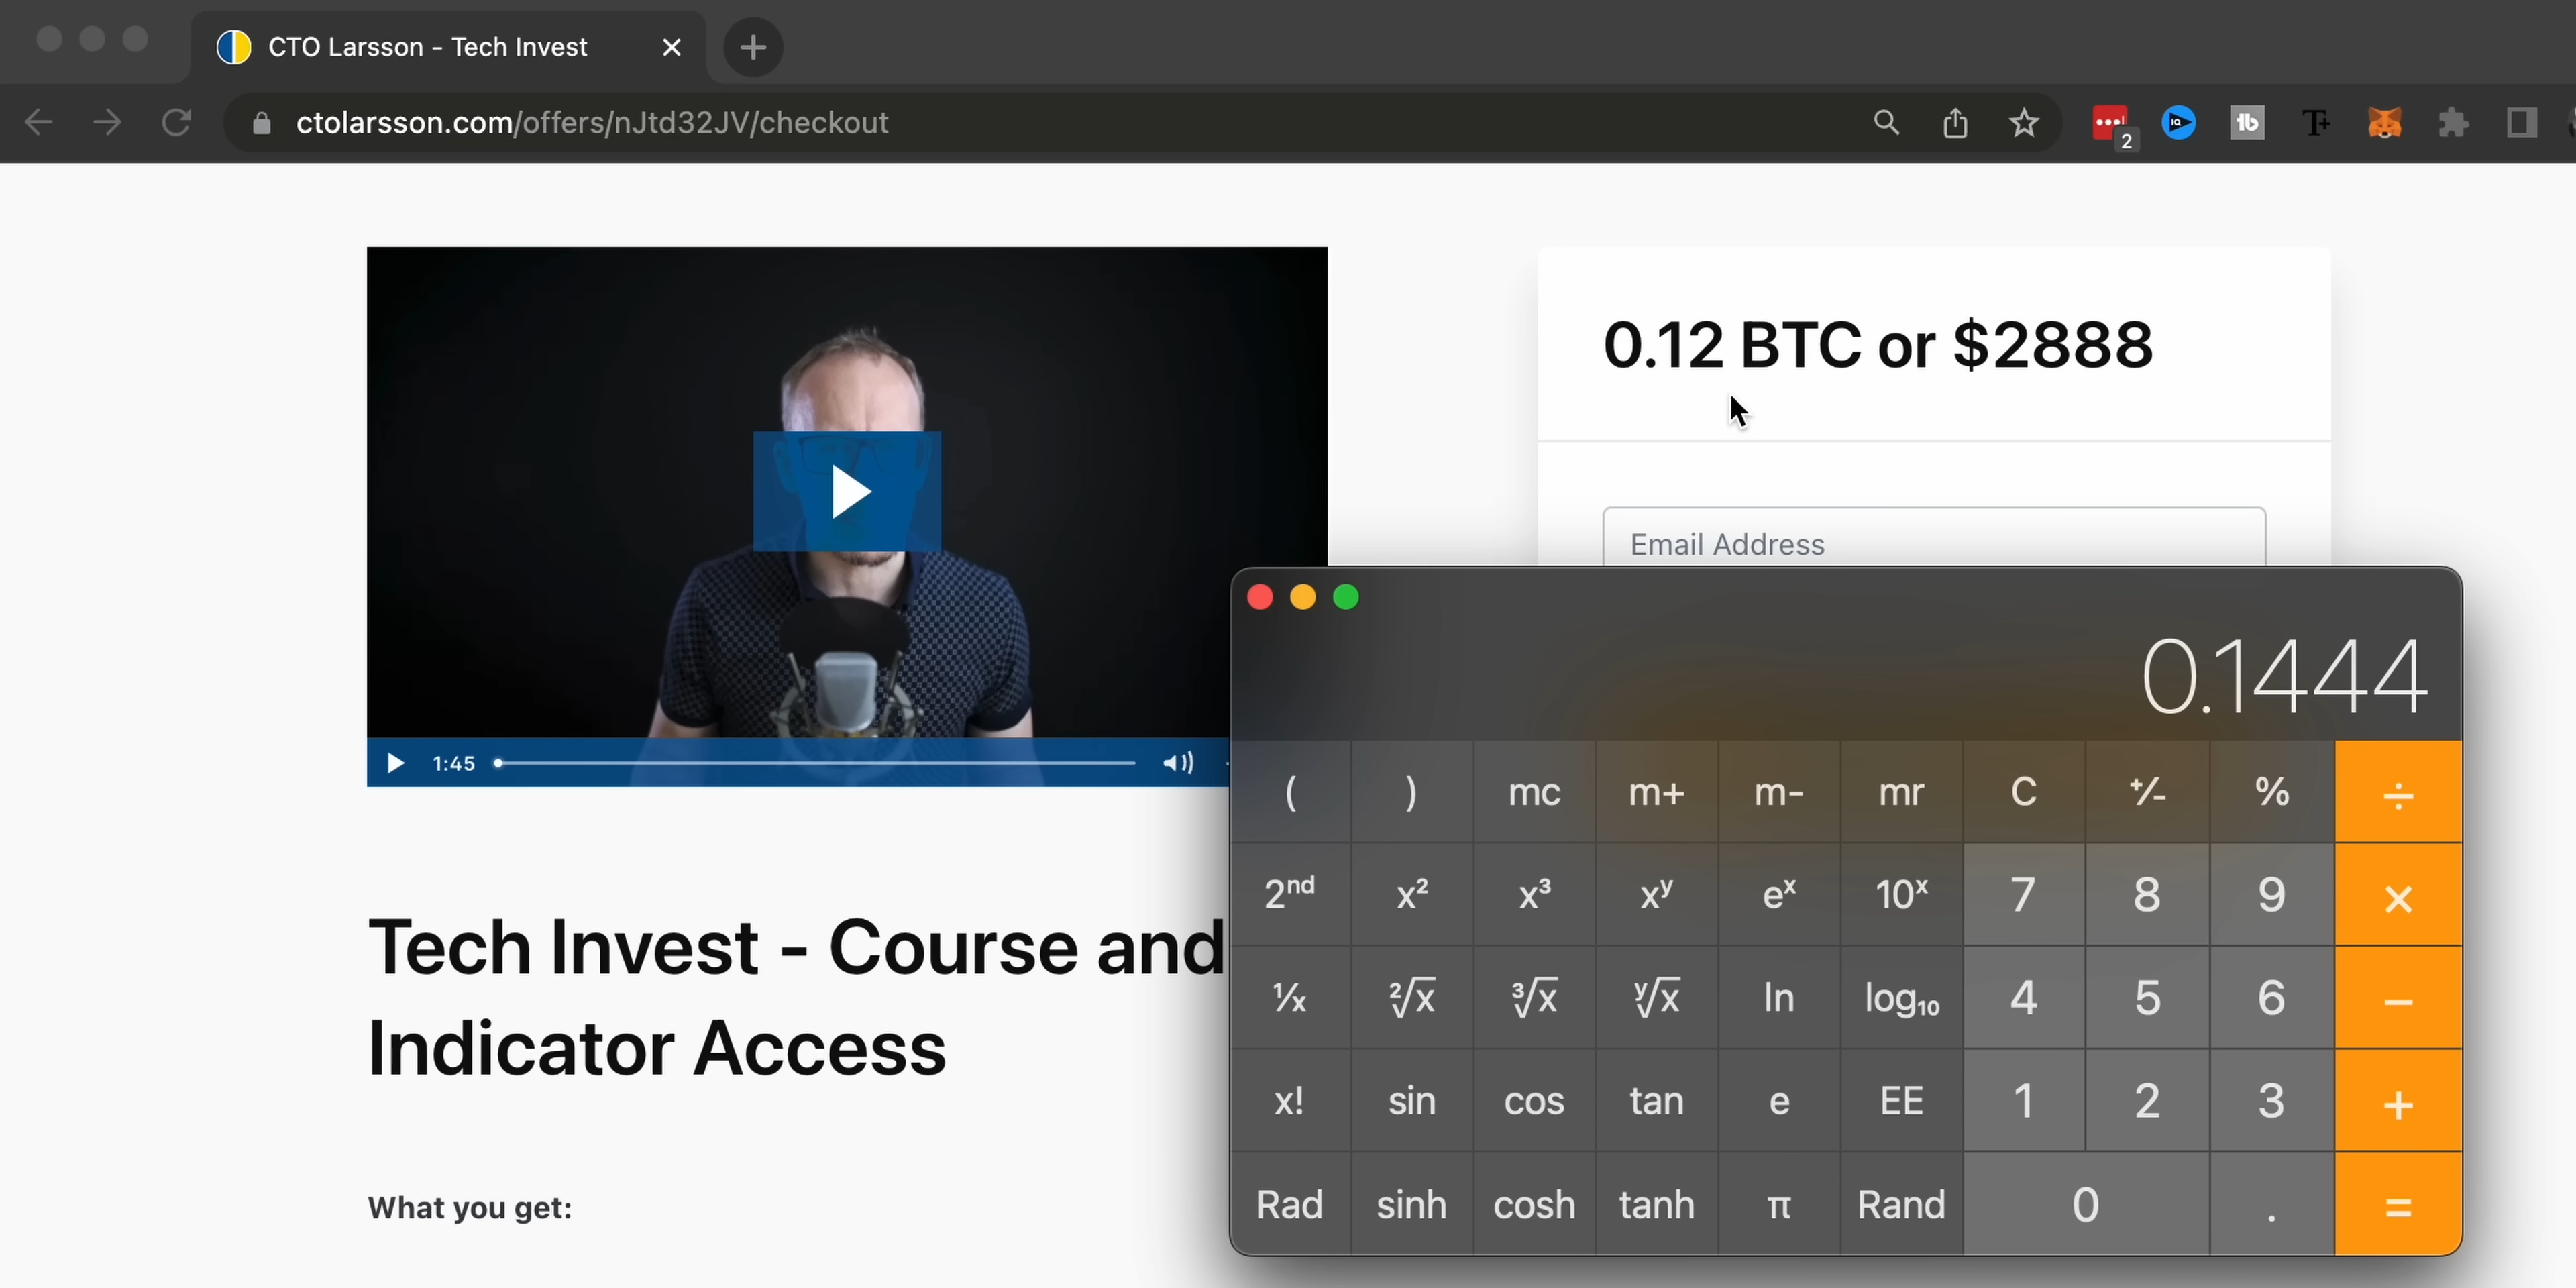 CTO Larsson - Tech Invest
ctolarsson.com/offers/nJtd32JV/checkout
2
IQ
tb
T+
0.12 BTC or $2888
Email Address
1:45
Tech Invest - Course and
Indicator Access
What you get:
0.1444
( ) mc m+ m- mr C +/- % ÷
2nd x² x³ xʸ eˣ 10ˣ 7 8 9 ×
1/x ²√x ³√x ʸ√x ln log₁₀ 4 5 6 −
x! sin cos tan e EE 1 2 3 +
Rad sinh cosh tanh π Rand 0 . =